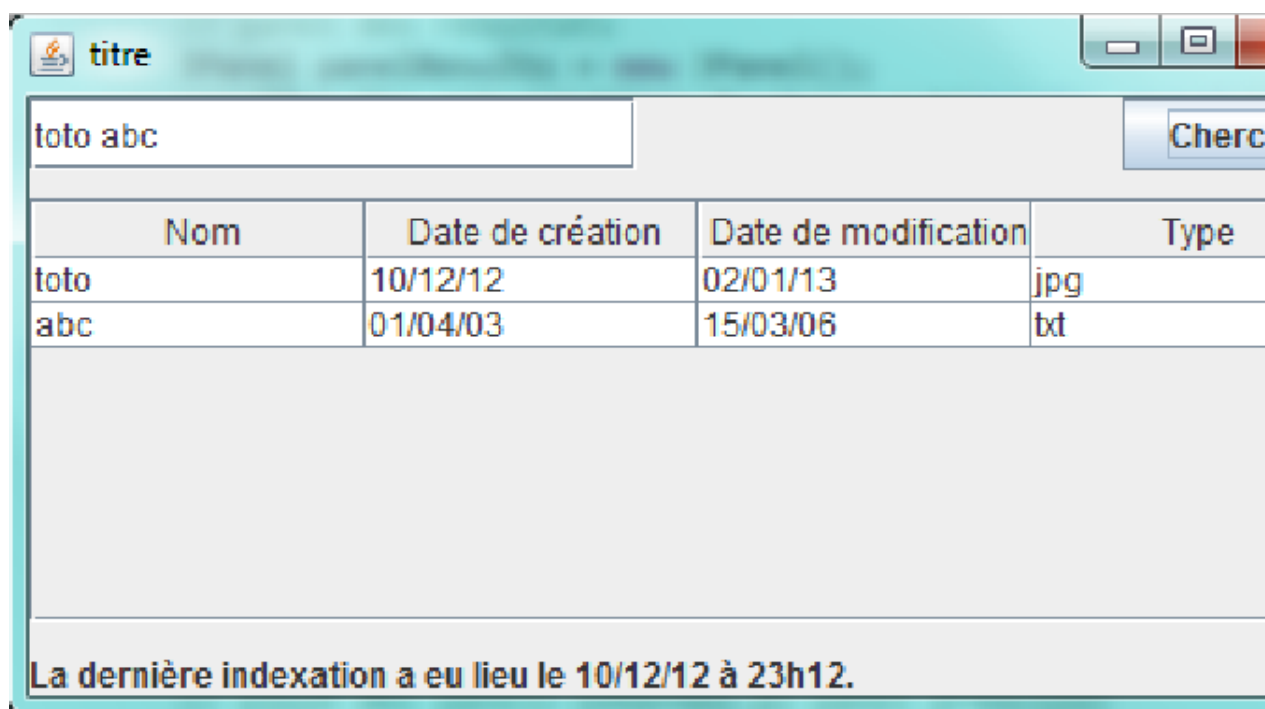 titre
toto abc Cherc
Nom Date de création Date de modification Type
toto 10/12/12 02/01/13 jpg
abc 01/04/03 15/03/06 txt
La dernière indexation a eu lieu le 10/12/12 à 23h12.